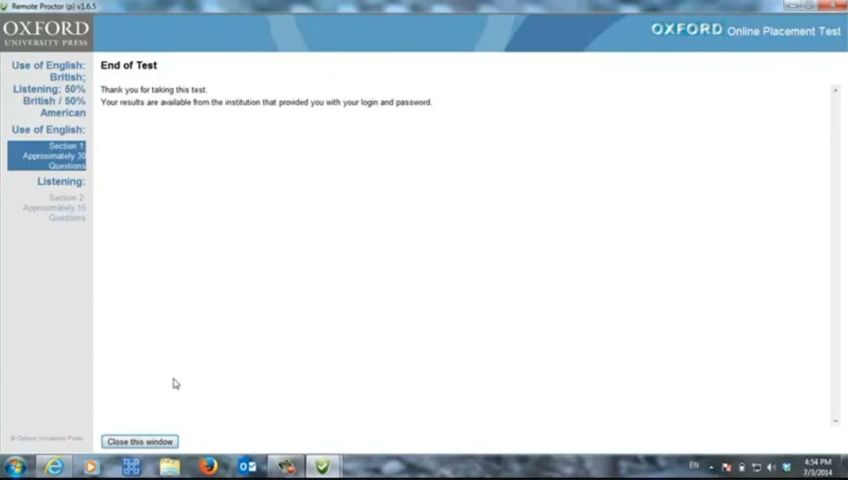 Remote Proctor (p) v1.6.5
OXFORD
UNIVERSITY PRESS
OXFORD Online Placement Test
Use of English:
British;
Listening: 50%
British / 50%
American
Use of English:
Section 1:
Approximately 30
Questions
Listening:
Section 2:
Approximately 15
Questions
End of Test
Thank you for taking this test.
Your results are available from the institution that provided you with your login and password.
© Oxford University Press
Close this window
EN
4:54 PM
7/3/2014